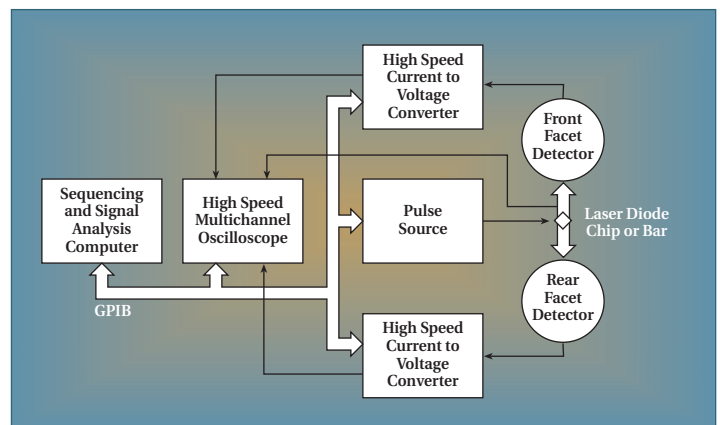 High Speed
Current to
Voltage
Converter
Front
Facet
Detector
Sequencing
and Signal
Analysis
Computer
High Speed
Multichannel
Oscilloscope
Pulse
Source
Laser Diode
Chip or Bar
GPIB
Rear
Facet
Detector
High Speed
Current to
Voltage
Converter